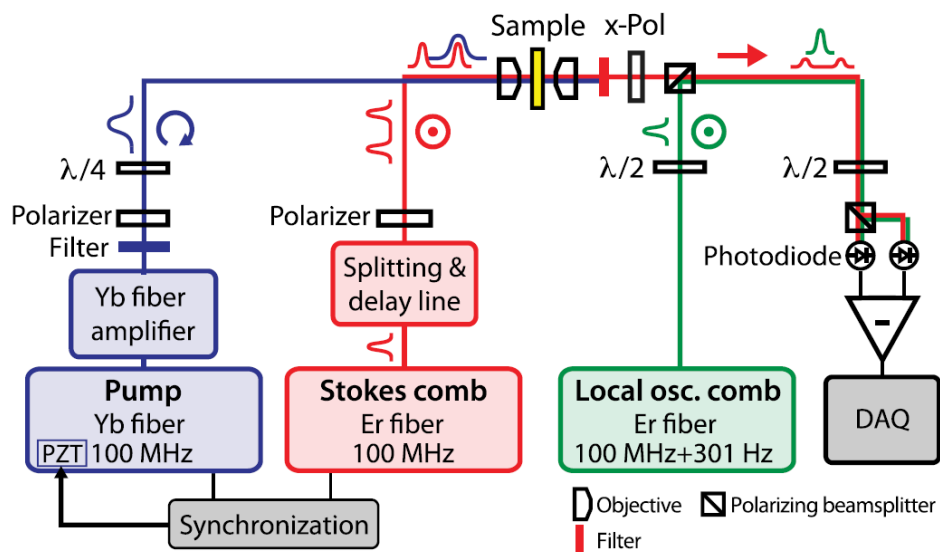 Sample
x-Pol
λ/4
Polarizer
Filter
Yb fiber
amplifier
Pump
Yb fiber
PZT 100 MHz
Polarizer
Splitting &
delay line
Stokes comb
Er fiber
100 MHz
Synchronization
λ/2
Local osc. comb
Er fiber
100 MHz+301 Hz
λ/2
Photodiode
-
DAQ
Objective
Polarizing beamsplitter
Filter